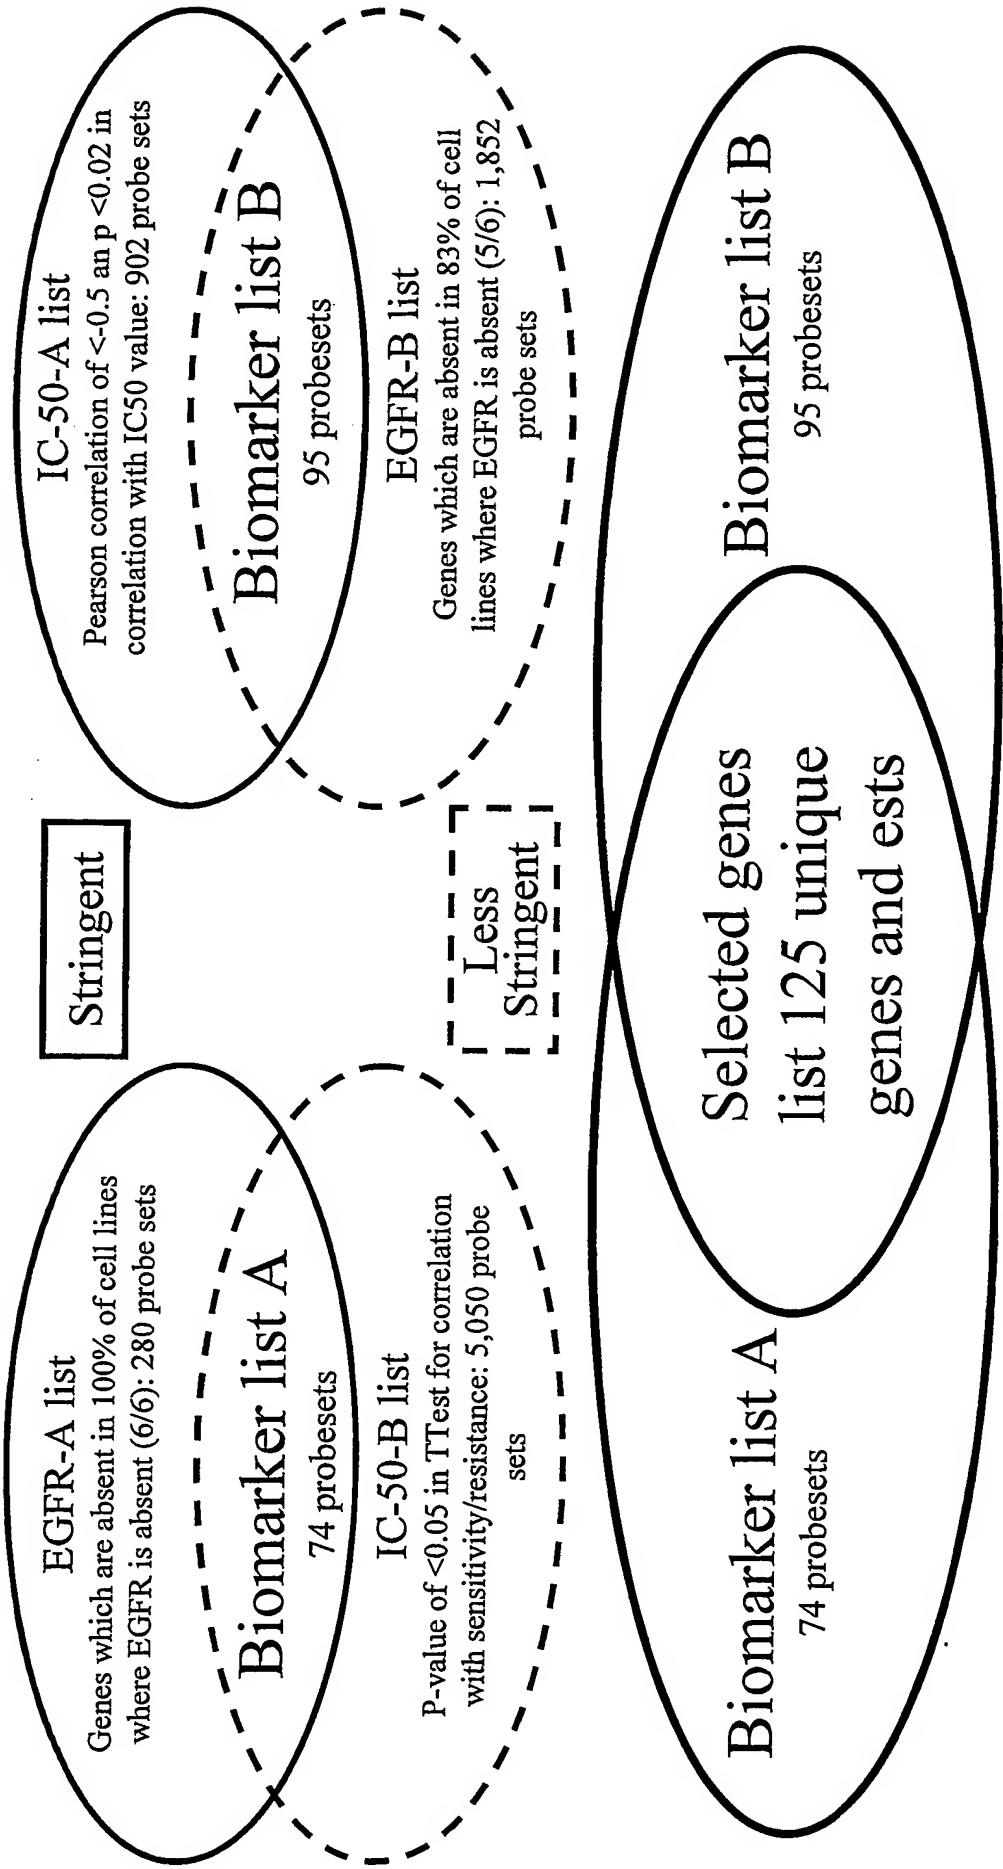 EGFR-A list
Genes which are absent in 100% of cell lines
where EGFR is absent (6/6): 280 probe sets
Biomarker list A
74 probesets
IC-50-B list
P-value of <0.05 in TTest for correlation
with sensitivity/resistance: 5,050 probe
sets
Stringent
Less
Stringent
IC-50-A list
Pearson correlation of <-0.5 an p <0.02 in
correlation with IC50 value: 902 probe sets
Biomarker list B
95 probesets
EGFR-B list
Genes which are absent in 83% of cell
lines where EGFR is absent (5/6): 1,852
probe sets
Biomarker list A
74 probesets
Selected genes
list 125 unique
genes and ests
Biomarker list B
95 probesets